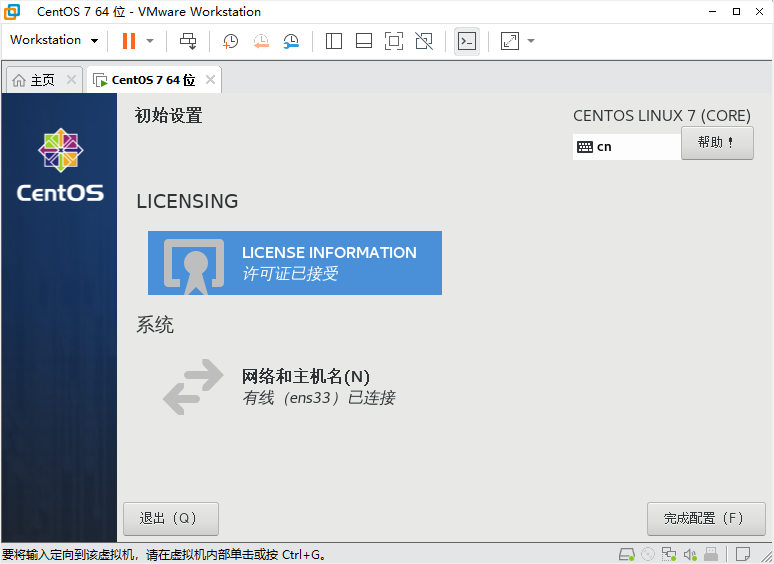 CentOS 7 64 位 - VMware Workstation
Workstation
主页
CentOS 7 64 位
初始设置
CENTOS LINUX 7 (CORE)
cn
帮助！
CentOS
LICENSING
LICENSE INFORMATION
许可证已接受
系统
网络和主机名(N)
有线（ens33）已连接
退出（Q）
完成配置（F）
要将输入定向到该虚拟机，请在虚拟机内部单击或按 Ctrl+G。